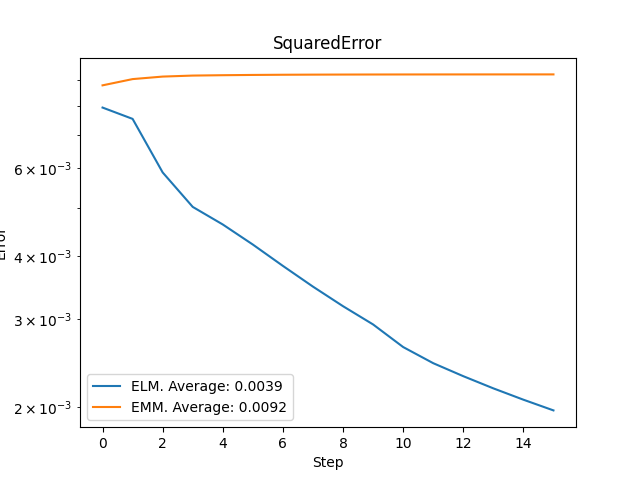 SquaredError
6 × 10⁻³
4 × 10⁻³
3 × 10⁻³
2 × 10⁻³
Error
ELM. Average: 0.0039
EMM. Average: 0.0092
0 2 4 6 8 10 12 14
Step